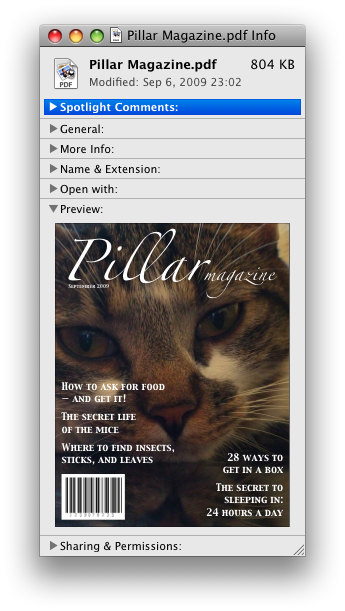 Pillar Magazine.pdf Info
Pillar Magazine.pdf 804 KB
Modified: Sep 6, 2009 23:02
PDF
Spotlight Comments:
General:
More Info:
Name & Extension:
Open with:
Preview:
Pillar magazine
September 2009
How to ask for food
– and get it!
The secret life
of the mice
Where to find insects,
sticks, and leaves
28 ways to
get in a box
The secret to
sleeping in:
24 hours a day
Sharing & Permissions: